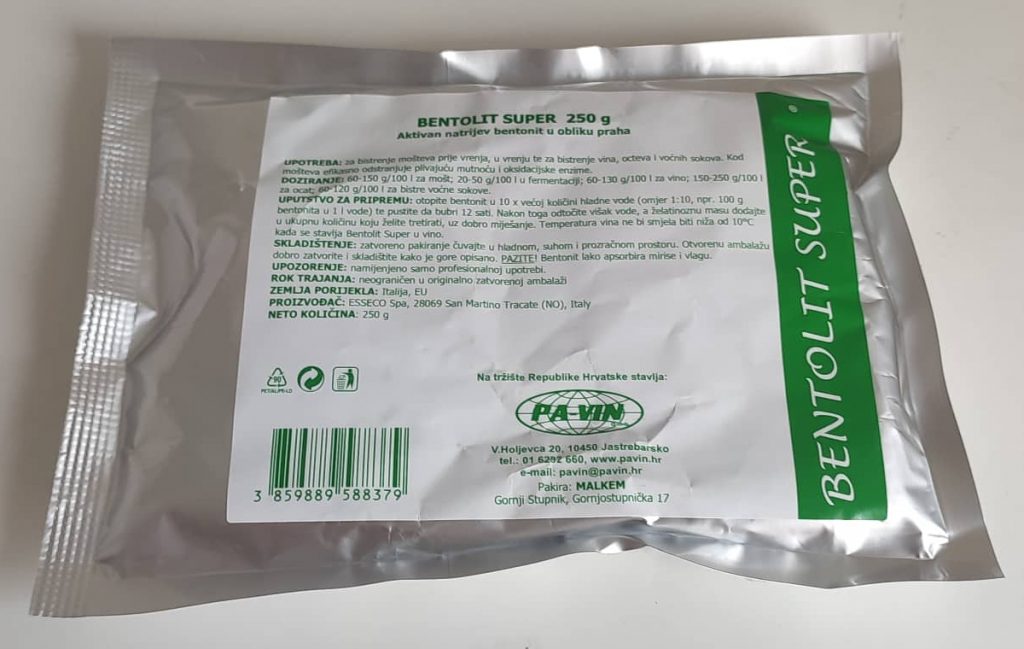 BENTOLIT SUPER 250 g
Aktivan natrijev bentonit u obliku praha
UPOTREBA: za bistrenje mošteva prije vrenja, u vrenju te za bistrenje vina, octeva i voćnih sokova. Kod
mošteva efikasno odstranjuje plivajuću mutnoću i oksidacijske enzime.
DOZIRANJE: 60-150 g/100 l za mošt; 20-50 g/100 l u fermentaciji; 60-130 g/100 l za vino; 150-250 g/100 l
za ocat; 60-120 g/100 l za bistre voćne sokove.
UPUTSTVO ZA PRIPREMU: otopite bentonit u 10 x većoj količini hladne vode (omjer 1:10, npr. 100 g
bentonita u 1 l vode) te pustite da bubri 12 sati. Nakon toga odtočite višak vode, a želatinoznu masu dodajte
u ukupnu količinu koju želite tretirati, uz dobro miješanje. Temperatura vina ne bi smjela biti niža od 10°C
kada se stavlja Bentolit Super u vino.
SKLADIŠTENJE: zatvoreno pakiranje čuvajte u hladnom, suhom i prozračnom prostoru. Otvorenu ambalažu
dobro zatvorite i skladištite kako je gore opisano. PAZITE! Bentonit lako apsorbira mirise i vlagu.
UPOZORENJE: namijenjeno samo profesionalnoj upotrebi.
ROK TRAJANJA: neograničen u originalno zatvorenoj ambalaži
ZEMLJA PORIJEKLA: Italija, EU
PROIZVOĐAČ: ESSECO Spa, 28069 San Martino Tracate (NO), Italy
NETO KOLIČINA: 250 g
90
PET/AL/PE-LD
Na tržište Republike Hrvatske stavlja:
PA-VIN
V.Holjevca 20, 10450 Jastrebarsko
tel.: 01 6292 660, www.pavin.hr
e-mail: pavin@pavin.hr
Pakira: MALKEM
Gornji Stupnik, Gornjostupnička 17
3 859889 588379
BENTOLIT SUPER